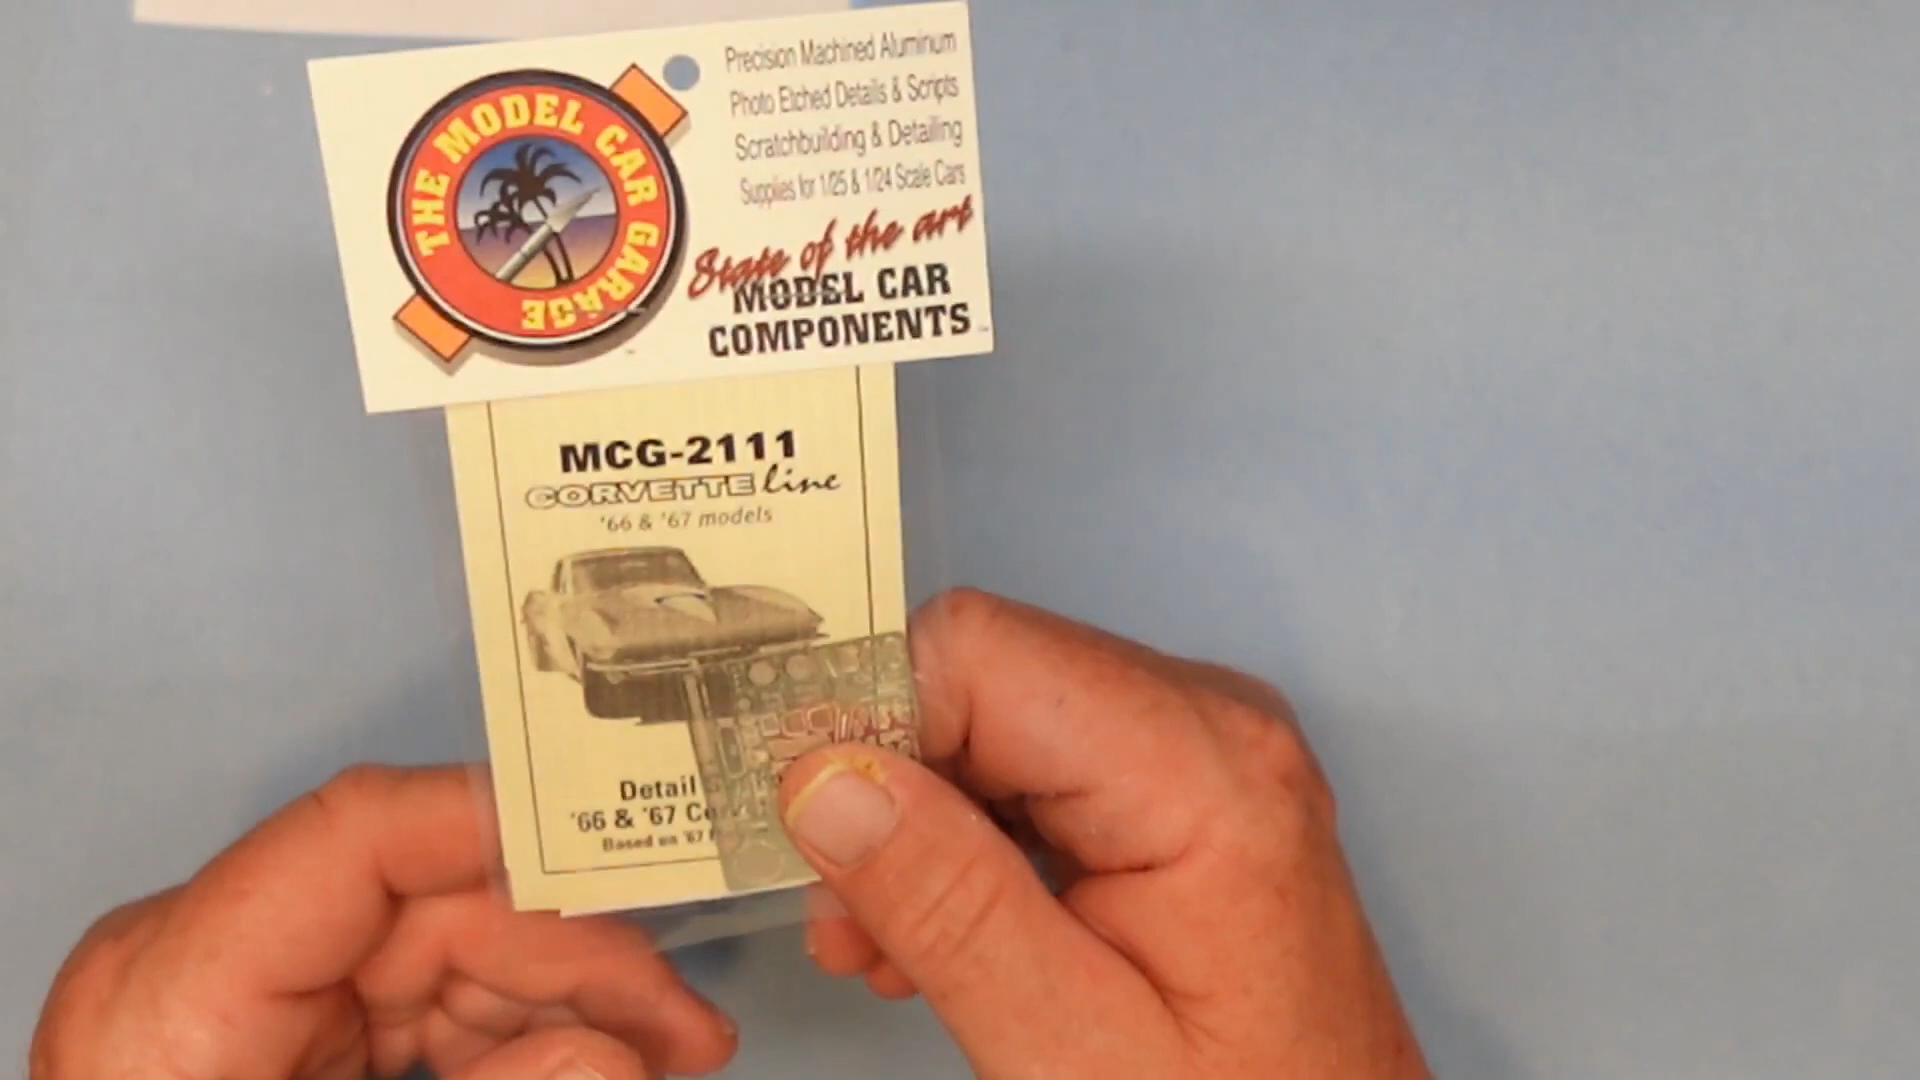 THE MODEL CAR GARAGE
Precision Machined Aluminum
Photo Etched Details & Scripts
Scratchbuilding & Detailing
Supplies for 1/25 & 1/24 Scale Cars
State of the art
MODEL CAR
COMPONENTS
MCG-2111
CORVETTE line
'66 & '67 models
Detail
'66 & '67
Based on '67